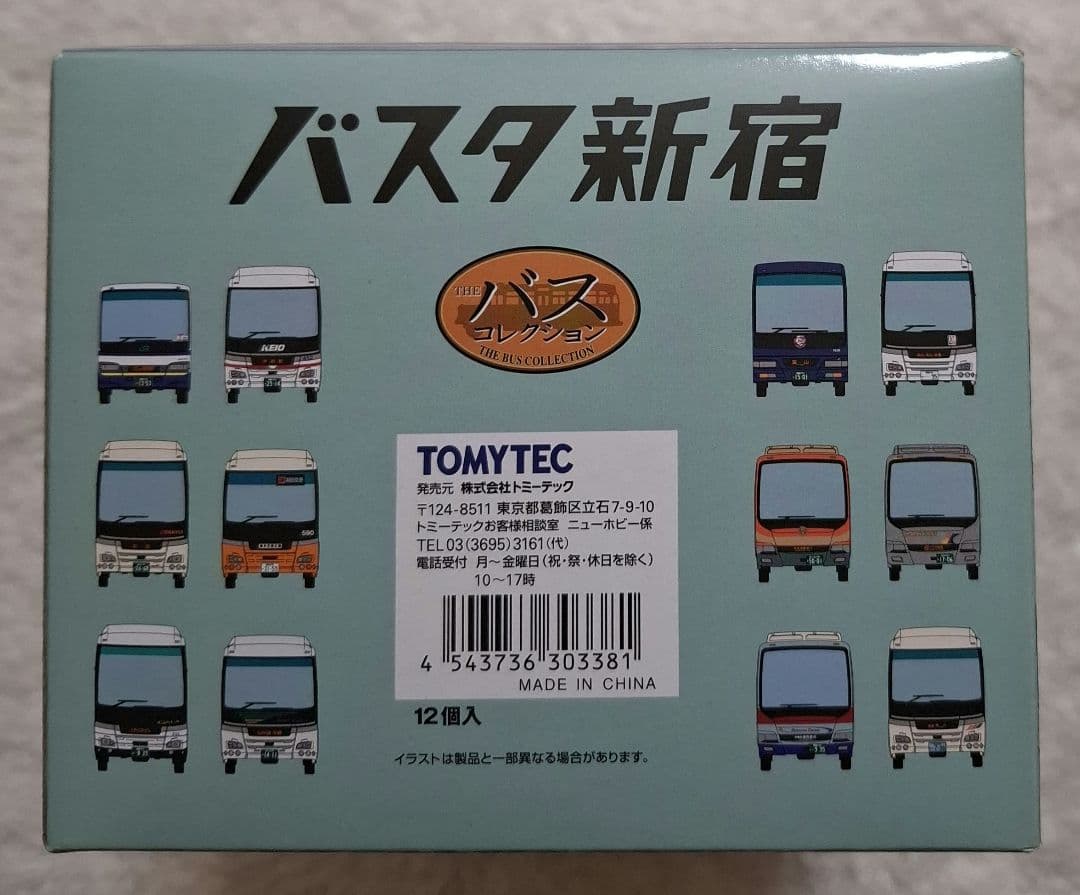 バスタ新宿
THE
バス
コレクション
THE BUS COLLECTION
KEIO
590
TOMYTEC
発売元 株式会社トミーテック
〒124-8511 東京都葛飾区立石7-9-10
トミーテックお客様相談室 ニューホビー係
TEL 03(3695)3161(代)
電話受付 月~金曜日(祝・祭・休日を除く)
10~17時
4 543736 303381
MADE IN CHINA
12個入
イラストは製品と一部異なる場合があります。